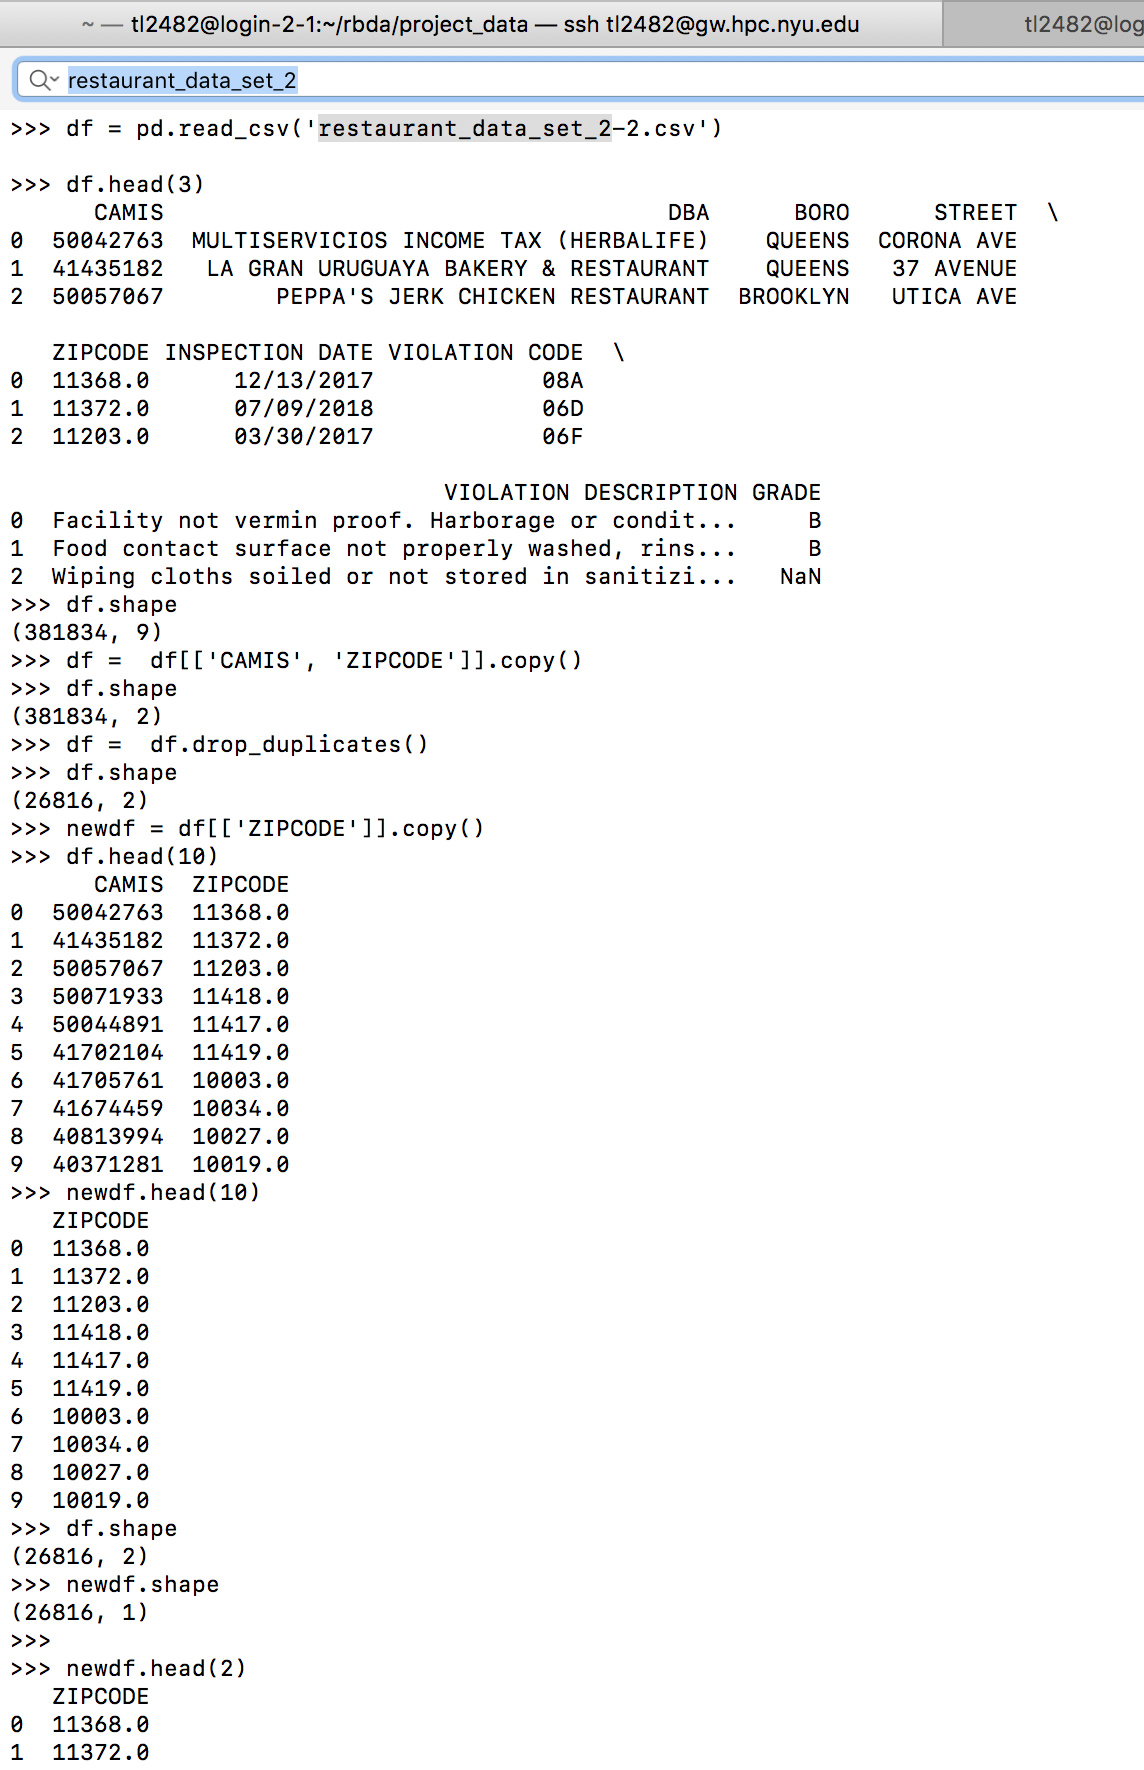 ~ — tl2482@login-2-1:~/rbda/project_data — ssh tl2482@gw.hpc.nyu.edu
tl2482@log
restaurant_data_set_2
>>> df = pd.read_csv('restaurant_data_set_2-2.csv')
>>> df.head(3)
      CAMIS                                    DBA      BORO      STREET  \
0  50042763  MULTISERVICIOS INCOME TAX (HERBALIFE)    QUEENS  CORONA AVE
1  41435182   LA GRAN URUGUAYA BAKERY & RESTAURANT    QUEENS   37 AVENUE
2  50057067        PEPPA'S JERK CHICKEN RESTAURANT  BROOKLYN   UTICA AVE
   ZIPCODE INSPECTION DATE VIOLATION CODE  \
0  11368.0      12/13/2017            08A
1  11372.0      07/09/2018            06D
2  11203.0      03/30/2017            06F
                               VIOLATION DESCRIPTION GRADE
0  Facility not vermin proof. Harborage or condit...     B
1  Food contact surface not properly washed, rins...     B
2  Wiping cloths soiled or not stored in sanitizi...   NaN
>>> df.shape
(381834, 9)
>>> df =  df[['CAMIS', 'ZIPCODE']].copy()
>>> df.shape
(381834, 2)
>>> df =  df.drop_duplicates()
>>> df.shape
(26816, 2)
>>> newdf = df[['ZIPCODE']].copy()
>>> df.head(10)
      CAMIS  ZIPCODE
0  50042763  11368.0
1  41435182  11372.0
2  50057067  11203.0
3  50071933  11418.0
4  50044891  11417.0
5  41702104  11419.0
6  41705761  10003.0
7  41674459  10034.0
8  40813994  10027.0
9  40371281  10019.0
>>> newdf.head(10)
   ZIPCODE
0  11368.0
1  11372.0
2  11203.0
3  11418.0
4  11417.0
5  11419.0
6  10003.0
7  10034.0
8  10027.0
9  10019.0
>>> df.shape
(26816, 2)
>>> newdf.shape
(26816, 1)
>>>
>>> newdf.head(2)
   ZIPCODE
0  11368.0
1  11372.0